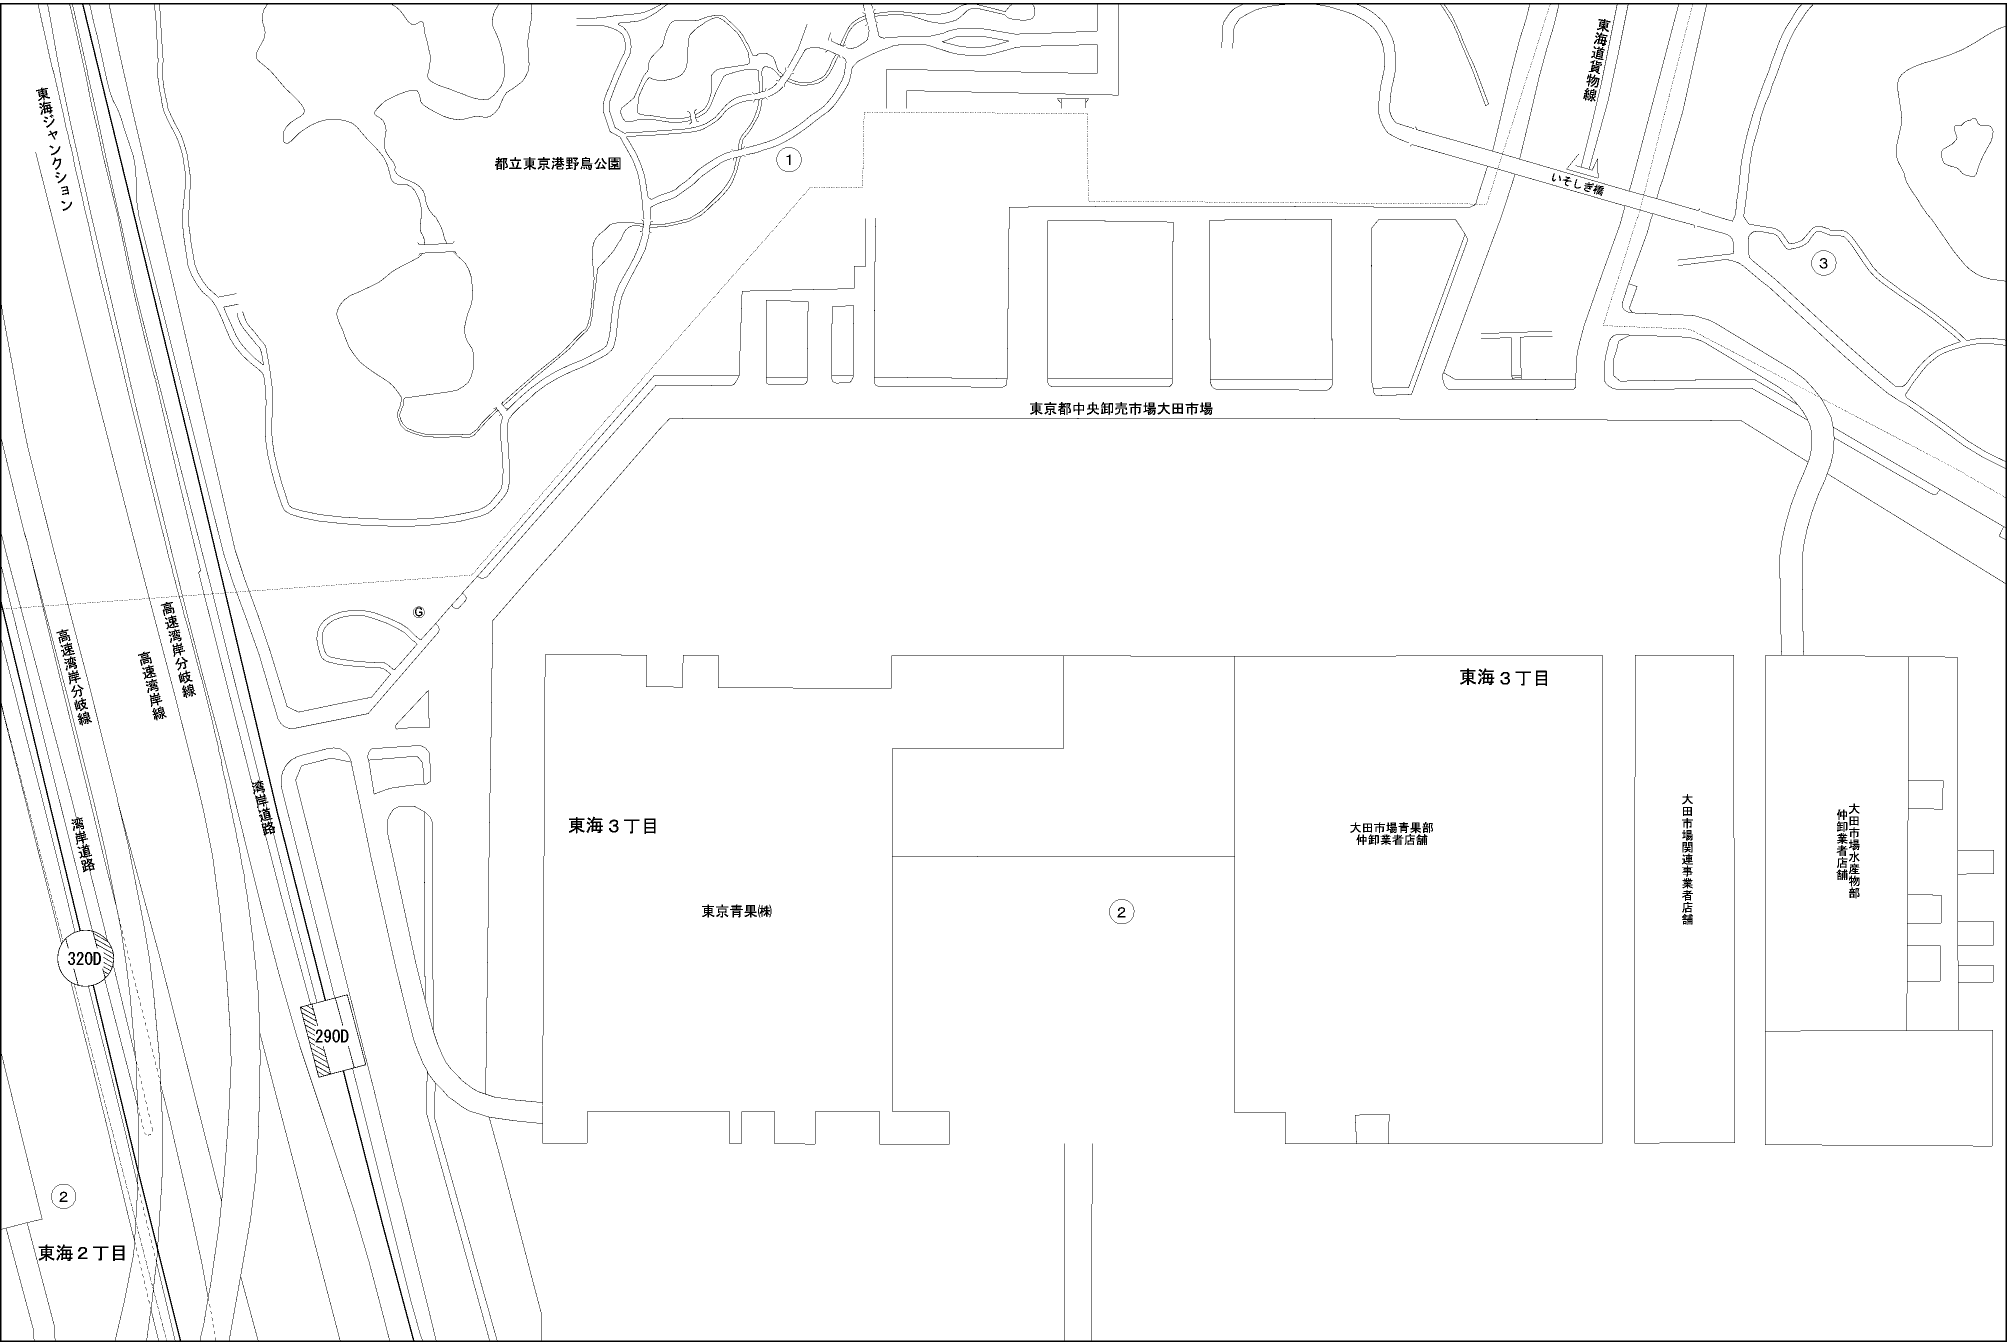 東海道貨物線
東海ジャンクション
都立東京港野鳥公園
1
いそしぎ橋
3
東京都中央卸売市場大田市場
G
高速湾岸分岐線
高速湾岸分岐線
高速湾岸線
東海３丁目
湾岸道路
湾岸道路
東海３丁目
大田市場青果部
仲卸業者店舗
大田市場関連事業者店舗
大田市場水産物部
仲卸業者店舗
東京青果㈱
2
320D
290D
2
東海２丁目